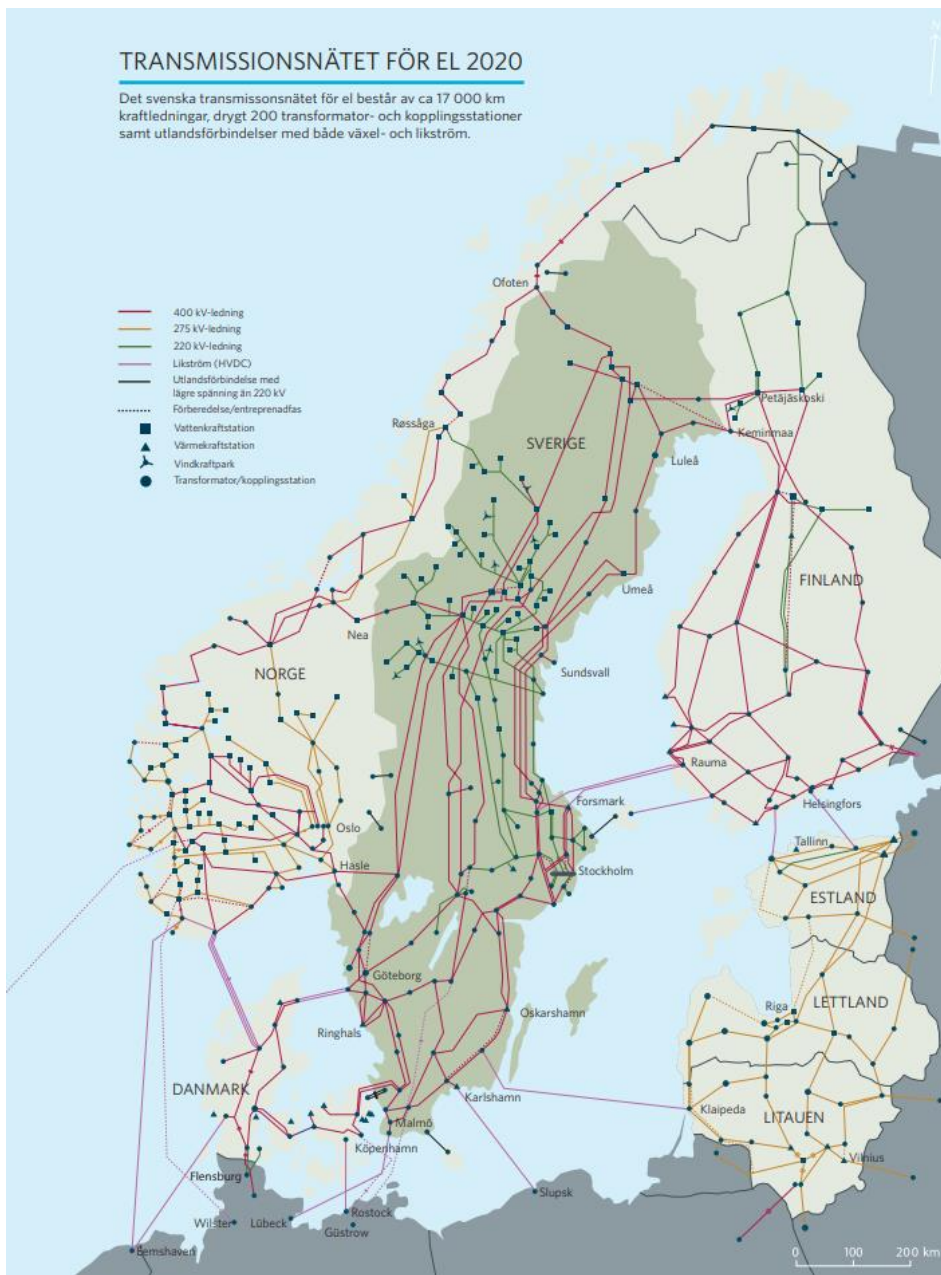 TRANSMISSIONSNÄTET FÖR EL 2020
Det svenska transmissonsnätet för el består av ca 17 000 km
kraftledningar, drygt 200 transformator- och kopplingsstationer
samt utlandsförbindelser med både växel- och likström.
N
400 kV-ledning
275 kV-ledning
220 kV-ledning
Likström (HVDC)
Utlandsförbindelse med
lägre spänning än 220 kV
Förberedelse/entreprenadfas
Vattenkraftstation
Värmekraftstation
Vindkraftpark
Transformator/kopplingsstation
Ofoten
Petäjäskoski
Røssåga
SVERIGE
Keminmaa
Luleå
FINLAND
Umeå
Nea
Sundsvall
NORGE
Rauma
Forsmark
Helsingfors
Oslo
Tallinn
Hasle
Stockholm
ESTLAND
Göteborg
LETTLAND
Riga
Oskarshamn
Ringhals
DANMARK
Karlshamn
Klaipeda
LITAUEN
Malmö
Köpenhamn
Vilnius
Flensburg
Slupsk
Rostock
Wilster
Lübeck
Güstrow
Eemshaven
0 100 200 km